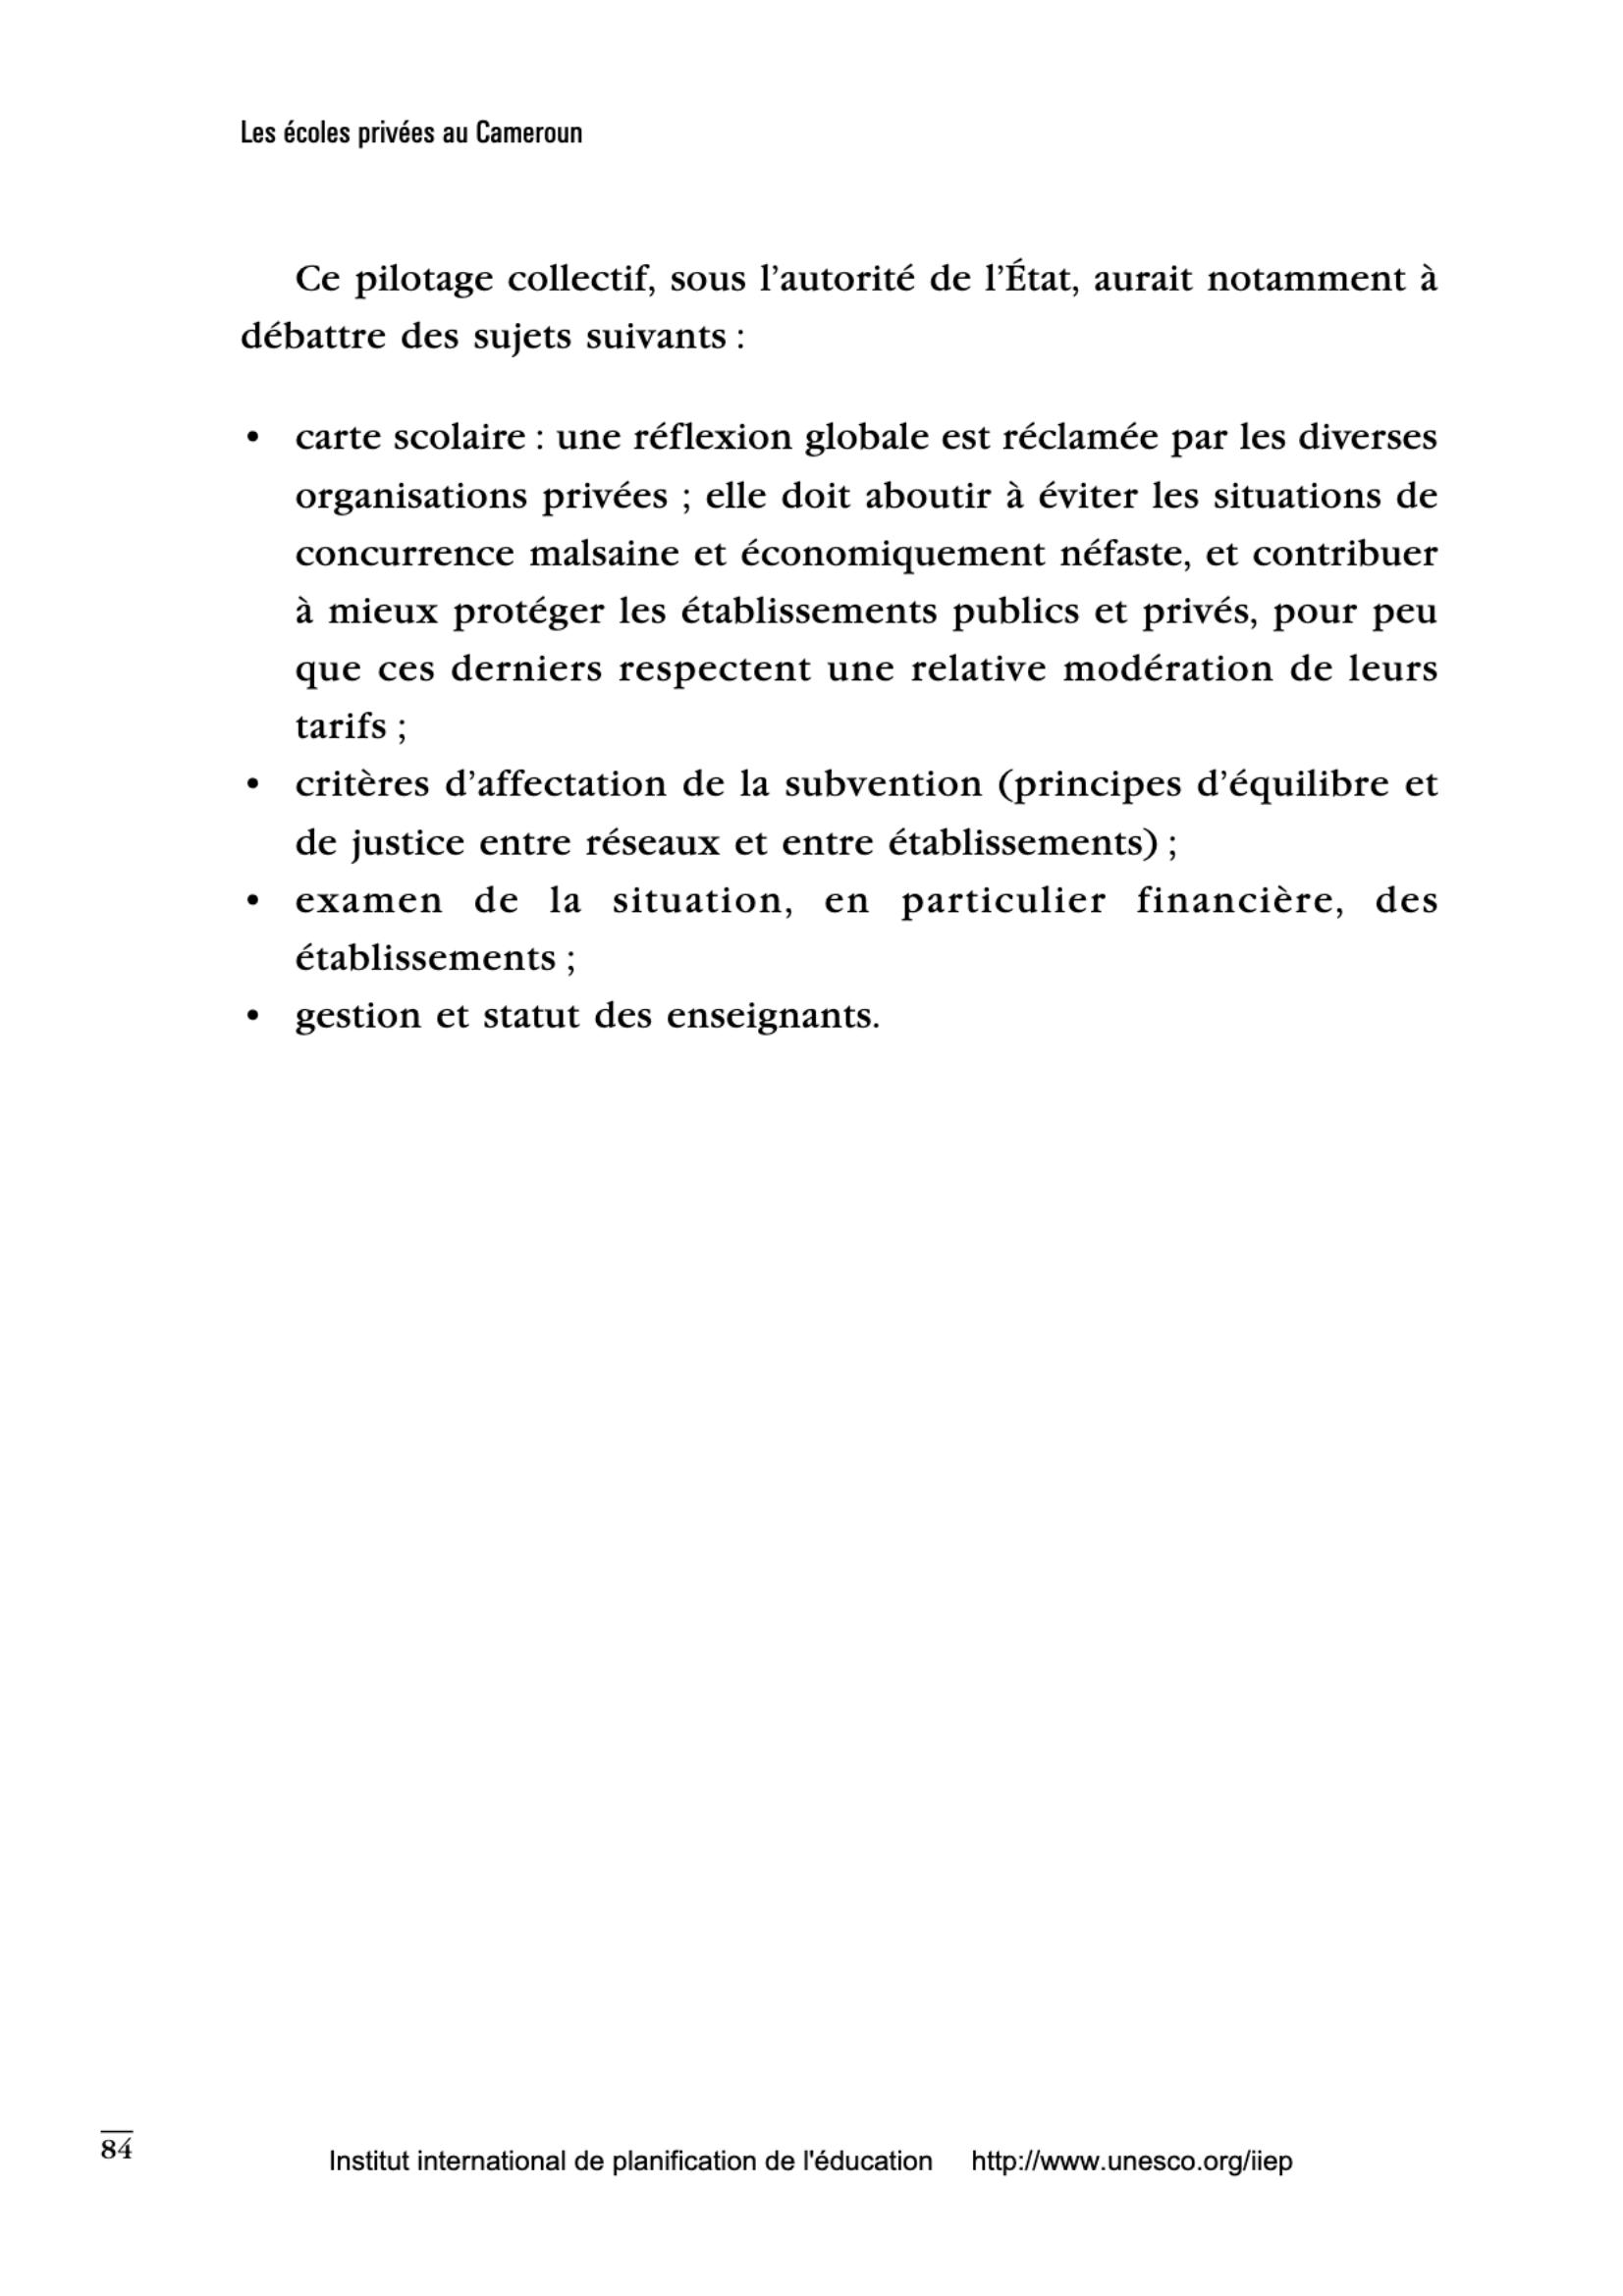 Les écoles privées au Cameroun
Ce pilotage collectif, sous l’autorité de l’État, aurait notamment à
débattre des sujets suivants :
• carte scolaire : une réflexion globale est réclamée par les diverses
organisations privées ; elle doit aboutir à éviter les situations de
concurrence malsaine et économiquement néfaste, et contribuer
à mieux protéger les établissements publics et privés, pour peu
que ces derniers respectent une relative modération de leurs
tarifs ;
• critères d’affectation de la subvention (principes d’équilibre et
de justice entre réseaux et entre établissements) ;
• examen de la situation, en particulier financière, des
établissements ;
• gestion et statut des enseignants.
84
Institut international de planification de l'éducation http://www.unesco.org/iiep